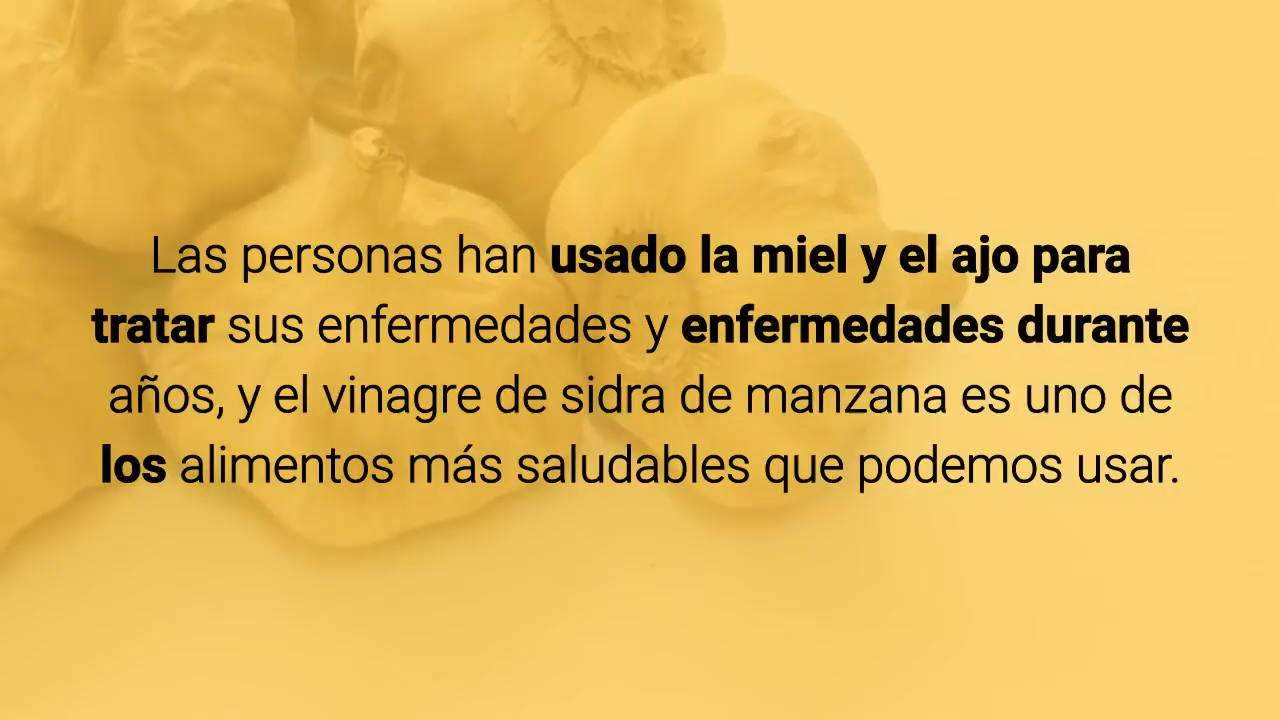 Las personas han usado la miel y el ajo para
tratar sus enfermedades y enfermedades durante
años, y el vinagre de sidra de manzana es uno de
los alimentos más saludables que podemos usar.